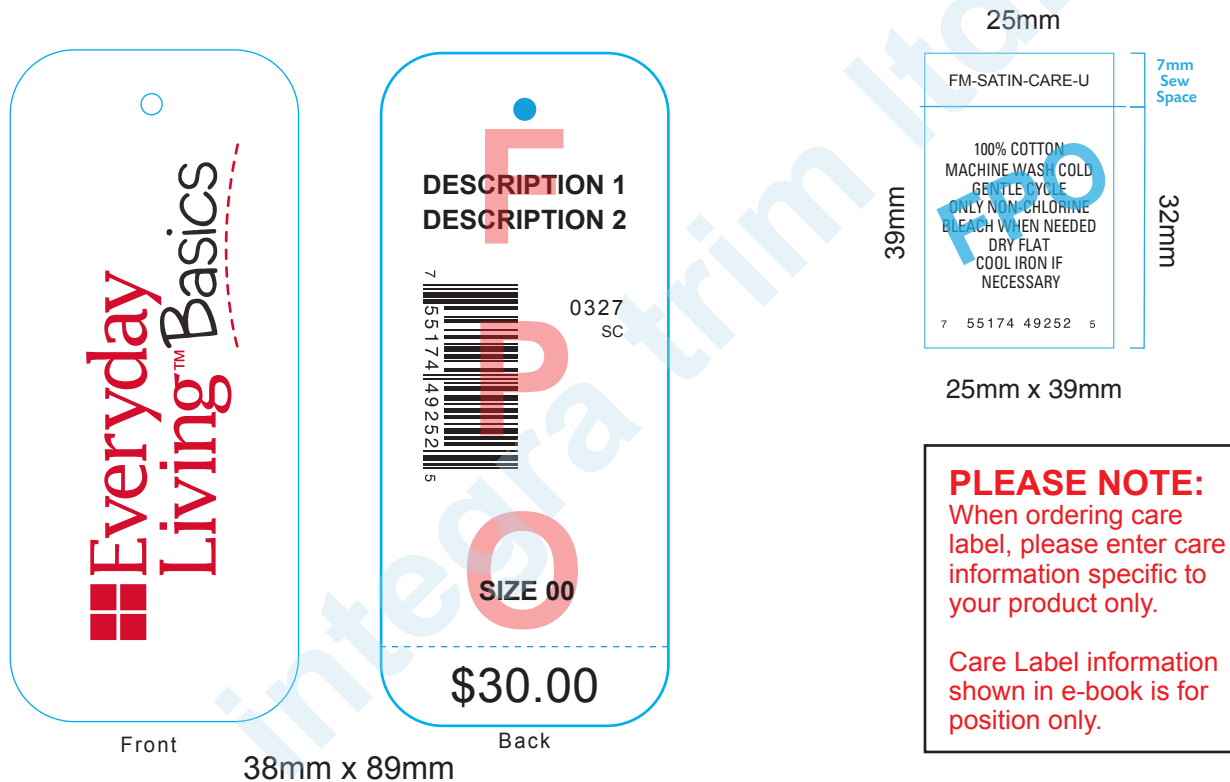 Everyday
Living™ Basics
Front
F
DESCRIPTION 1
DESCRIPTION 2
7 55174 49252 5
0327
SC
P
O
SIZE 00
$30.00
Back
38mm x 89mm
25mm
FM-SATIN-CARE-U
7mm
Sew
Space
39mm
100% COTTON
MACHINE WASH COLD
GENTLE CYCLE
ONLY NON-CHLORINE
BLEACH WHEN NEEDED
DRY FLAT
COOL IRON IF
NECESSARY
FPO
7 55174 49252 5
32mm
25mm x 39mm
PLEASE NOTE:
When ordering care
label, please enter care
information specific to
your product only.
Care Label information
shown in e-book is for
position only.
integra trim ltd.